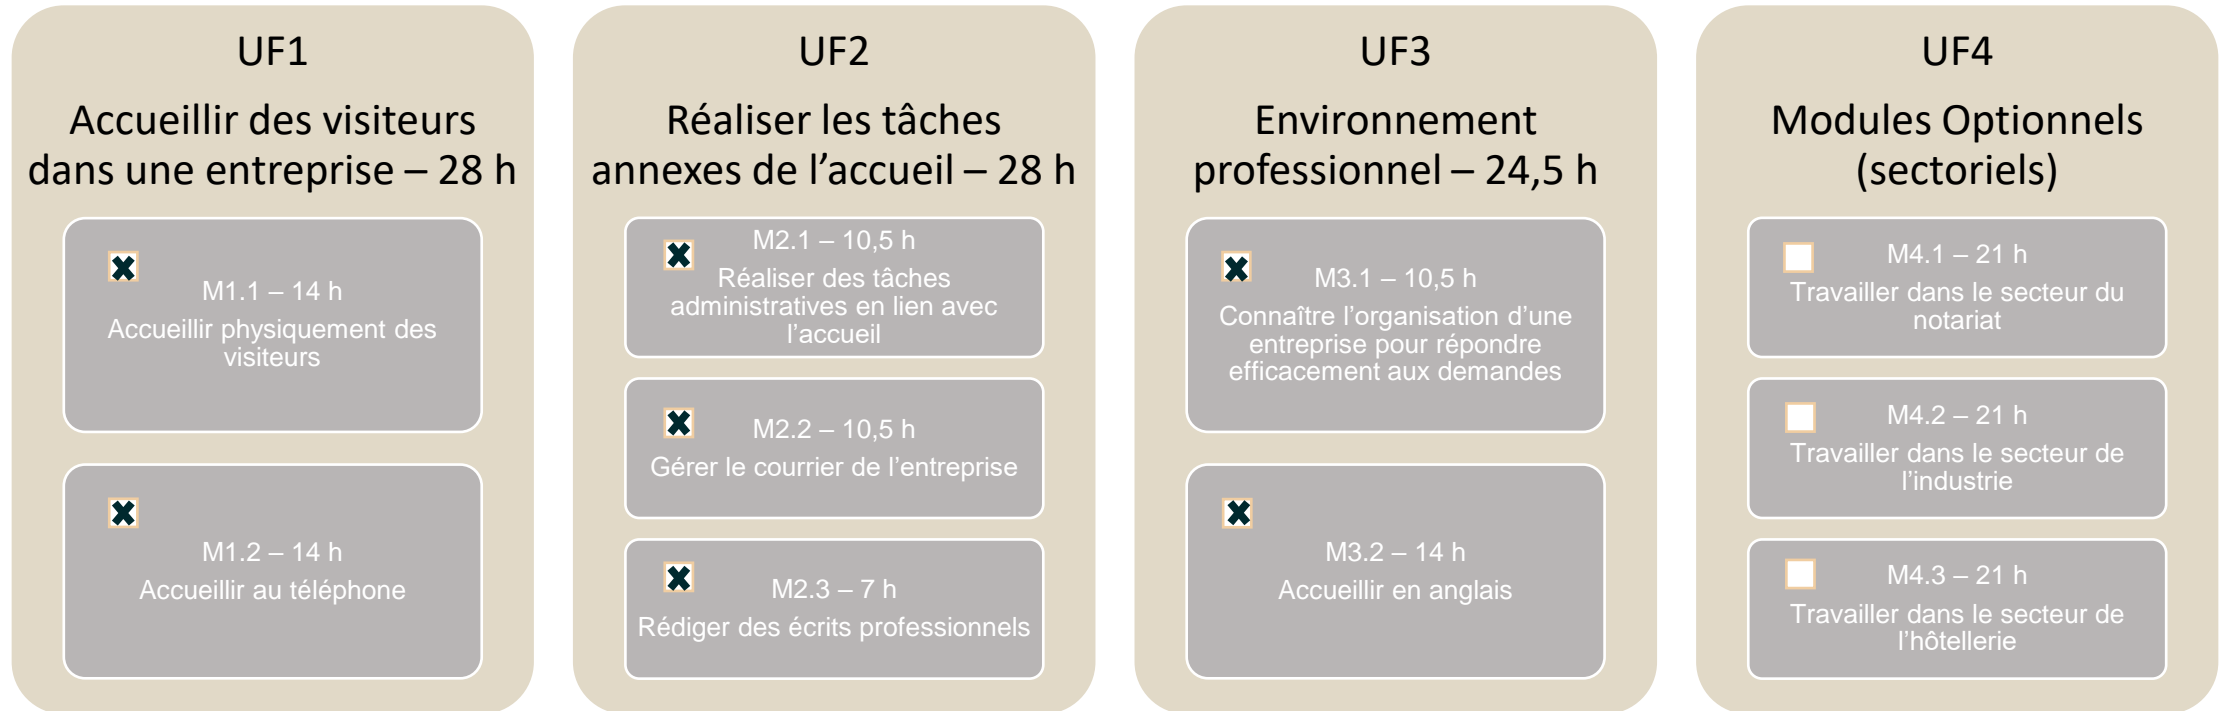 UF1
Accueillir des visiteurs
dans une entreprise – 28 h
M1.1 – 14 h
Accueillir physiquement des
visiteurs
M1.2 – 14 h
Accueillir au téléphone
UF2
Réaliser les tâches
annexes de l’accueil – 28 h
M2.1 – 10,5 h
Réaliser des tâches
administratives en lien avec
l’accueil
M2.2 – 10,5 h
Gérer le courrier de l’entreprise
M2.3 – 7 h
Rédiger des écrits professionnels
UF3
Environnement
professionnel – 24,5 h
M3.1 – 10,5 h
Connaître l’organisation d’une
entreprise pour répondre
efficacement aux demandes
M3.2 – 14 h
Accueillir en anglais
UF4
Modules Optionnels
(sectoriels)
M4.1 – 21 h
Travailler dans le secteur du
notariat
M4.2 – 21 h
Travailler dans le secteur de
l’industrie
M4.3 – 21 h
Travailler dans le secteur de
l’hôtellerie